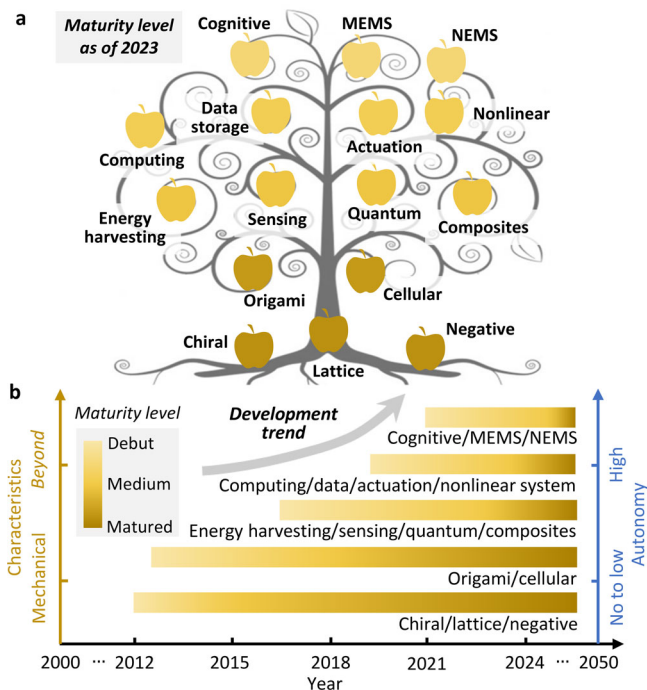 a
Maturity level
as of 2023
Cognitive
MEMS
NEMS
Data
storage
Nonlinear
Computing
Actuation
Energy
harvesting
Sensing
Quantum
Composites
Origami
Cellular
Chiral
Lattice
Negative
b
Maturity level
Debut
Medium
Matured
Development
trend
Cognitive/MEMS/NEMS
Computing/data/actuation/nonlinear system
Energy harvesting/sensing/quantum/composites
Origami/cellular
Chiral/lattice/negative
Characteristics
Mechanical Beyond
No to low High
Autonomy
2000 ··· 2012 2015 2018 2021 2024 ··· 2050
Year